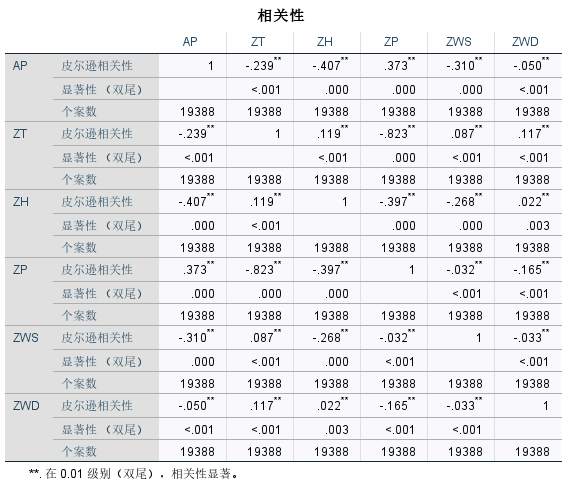 相关性
AP ZT ZH ZP ZWS ZWD
AP 皮尔逊相关性 1 -.239** -.407** .373** -.310** -.050**
显著性（双尾） <.001 .000 .000 .000 <.001
个案数 19388 19388 19388 19388 19388 19388
ZT 皮尔逊相关性 -.239** 1 .119** -.823** .087** .117**
显著性（双尾） <.001 <.001 .000 <.001 <.001
个案数 19388 19388 19388 19388 19388 19388
ZH 皮尔逊相关性 -.407** .119** 1 -.397** -.268** .022**
显著性（双尾） .000 <.001 .000 .000 .003
个案数 19388 19388 19388 19388 19388 19388
ZP 皮尔逊相关性 .373** -.823** -.397** 1 -.032** -.165**
显著性（双尾） .000 .000 .000 <.001 <.001
个案数 19388 19388 19388 19388 19388 19388
ZWS 皮尔逊相关性 -.310** .087** -.268** -.032** 1 -.033**
显著性（双尾） .000 <.001 .000 <.001 <.001
个案数 19388 19388 19388 19388 19388 19388
ZWD 皮尔逊相关性 -.050** .117** .022** -.165** -.033** 1
显著性（双尾） <.001 <.001 .003 <.001 <.001
个案数 19388 19388 19388 19388 19388 19388
**. 在 0.01 级别（双尾），相关性显著。